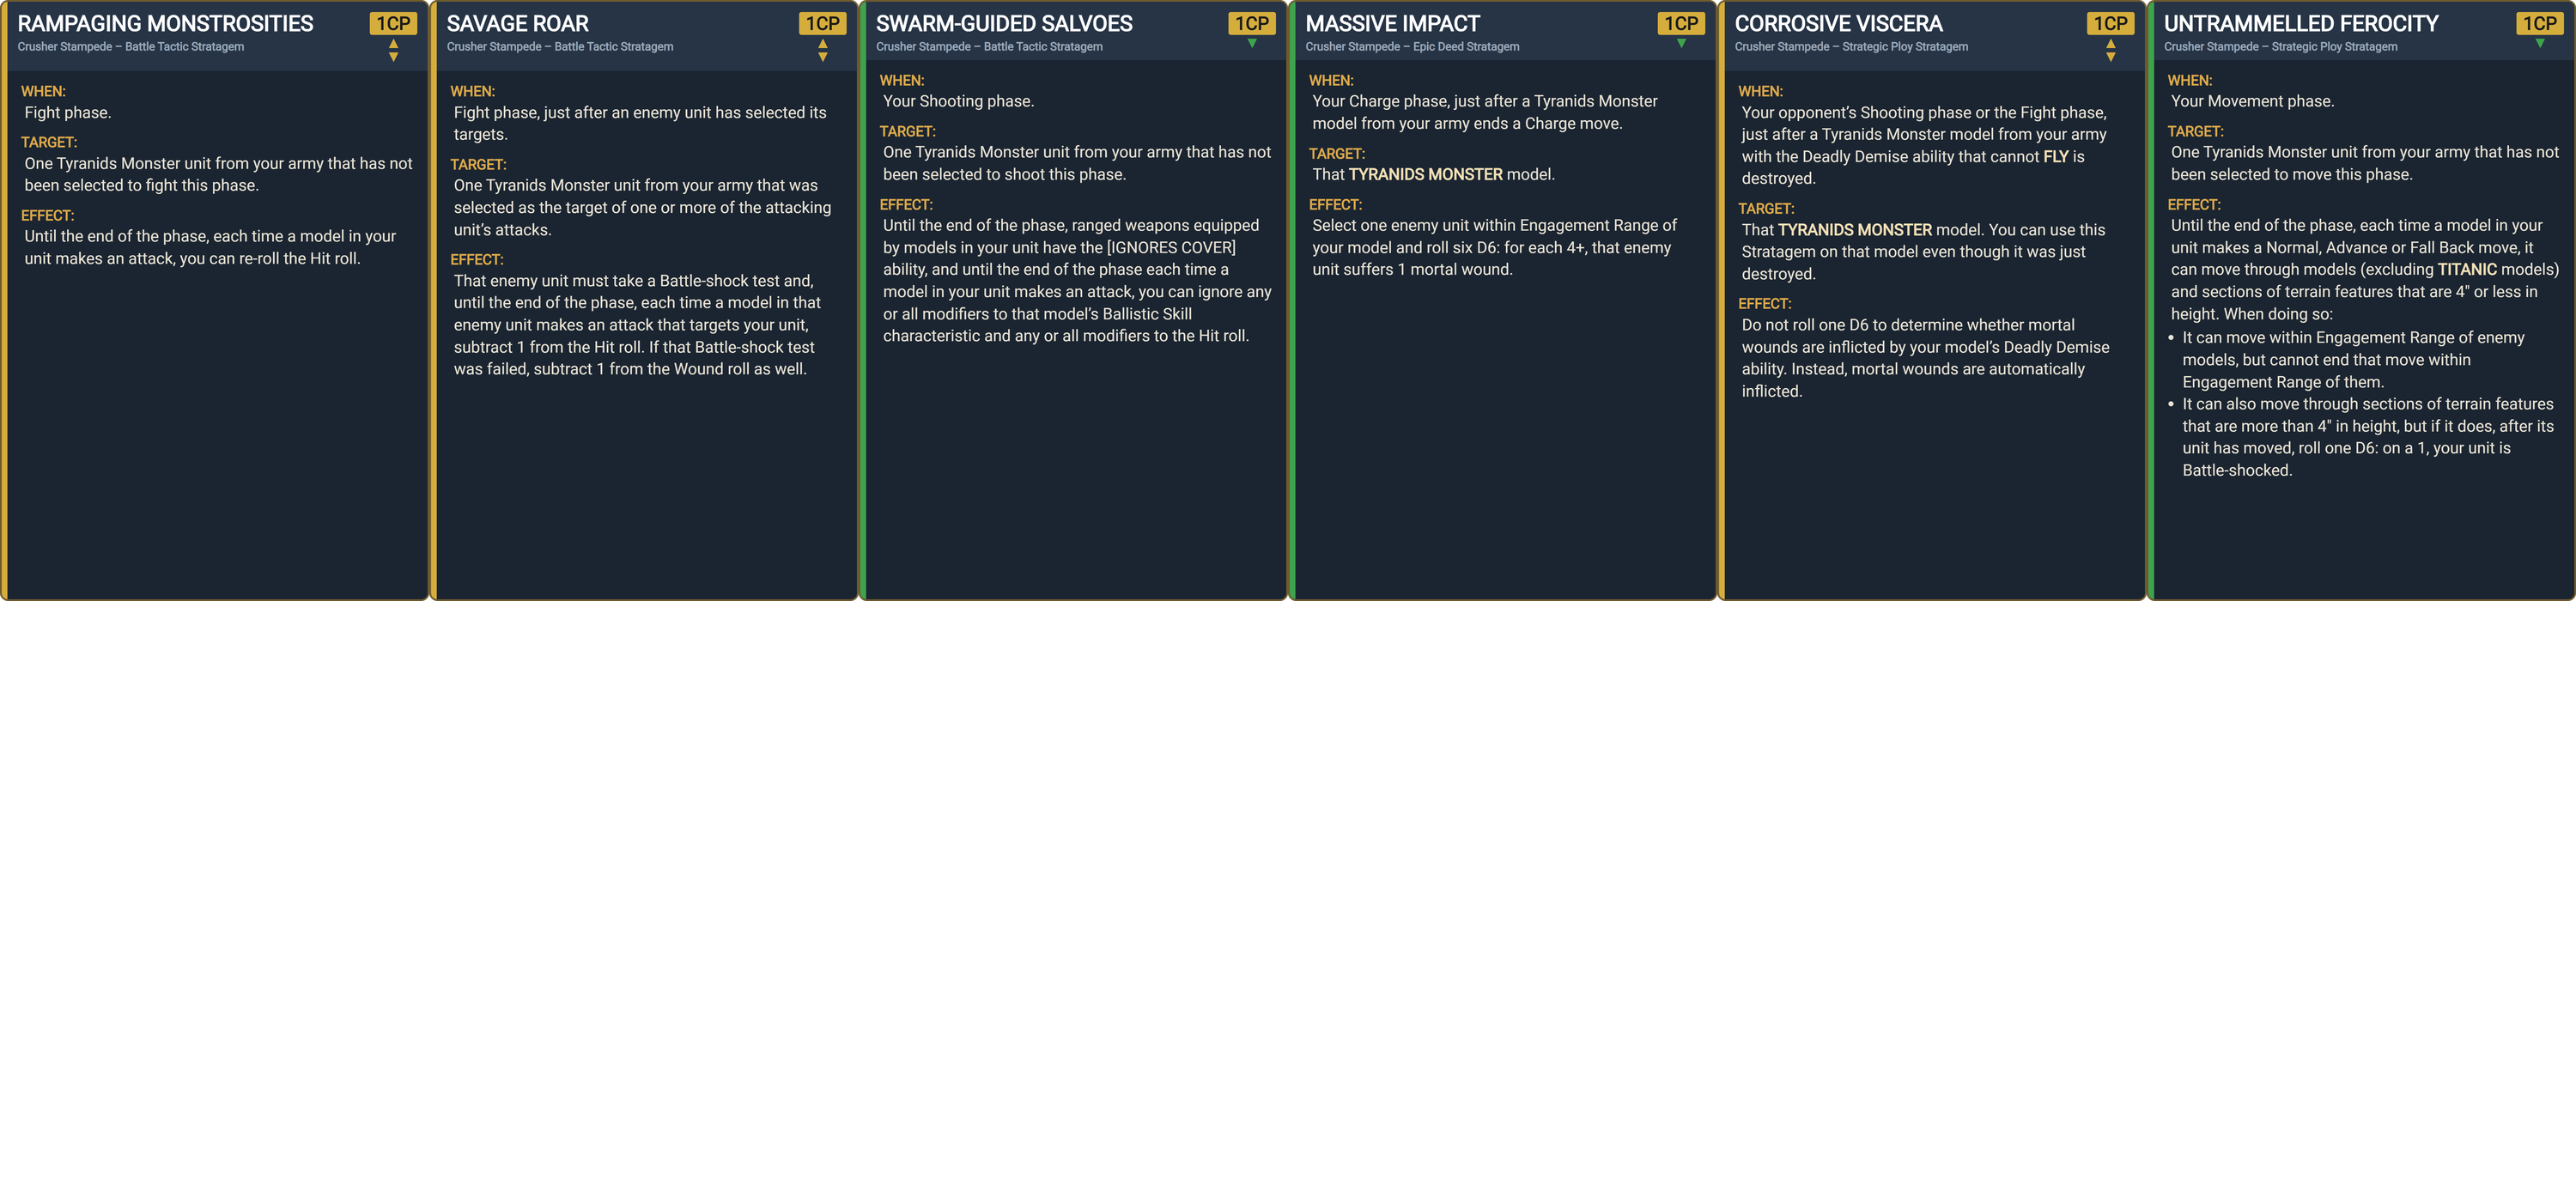 RAMPAGING MONSTROSITIES
1CP
Crusher Stampede – Battle Tactic Stratagem
WHEN:
Fight phase.
TARGET:
One Tyranids Monster unit from your army that has not
been selected to fight this phase.
EFFECT:
Until the end of the phase, each time a model in your
unit makes an attack, you can re-roll the Hit roll.
SAVAGE ROAR
1CP
Crusher Stampede – Battle Tactic Stratagem
WHEN:
Fight phase, just after an enemy unit has selected its
targets.
TARGET:
One Tyranids Monster unit from your army that was
selected as the target of one or more of the attacking
unit’s attacks.
EFFECT:
That enemy unit must take a Battle-shock test and,
until the end of the phase, each time a model in that
enemy unit makes an attack that targets your unit,
subtract 1 from the Hit roll. If that Battle-shock test
was failed, subtract 1 from the Wound roll as well.
SWARM-GUIDED SALVOES
1CP
Crusher Stampede – Battle Tactic Stratagem
WHEN:
Your Shooting phase.
TARGET:
One Tyranids Monster unit from your army that has not
been selected to shoot this phase.
EFFECT:
Until the end of the phase, ranged weapons equipped
by models in your unit have the [IGNORES COVER]
ability, and until the end of the phase each time a
model in your unit makes an attack, you can ignore any
or all modifiers to that model’s Ballistic Skill
characteristic and any or all modifiers to the Hit roll.
MASSIVE IMPACT
1CP
Crusher Stampede – Epic Deed Stratagem
WHEN:
Your Charge phase, just after a Tyranids Monster
model from your army ends a Charge move.
TARGET:
That TYRANIDS MONSTER model.
EFFECT:
Select one enemy unit within Engagement Range of
your model and roll six D6: for each 4+, that enemy
unit suffers 1 mortal wound.
CORROSIVE VISCERA
1CP
Crusher Stampede – Strategic Ploy Stratagem
WHEN:
Your opponent’s Shooting phase or the Fight phase,
just after a Tyranids Monster model from your army
with the Deadly Demise ability that cannot FLY is
destroyed.
TARGET:
That TYRANIDS MONSTER model. You can use this
Stratagem on that model even though it was just
destroyed.
EFFECT:
Do not roll one D6 to determine whether mortal
wounds are inflicted by your model’s Deadly Demise
ability. Instead, mortal wounds are automatically
inflicted.
UNTRAMMELLED FEROCITY
1CP
Crusher Stampede – Strategic Ploy Stratagem
WHEN:
Your Movement phase.
TARGET:
One Tyranids Monster unit from your army that has not
been selected to move this phase.
EFFECT:
Until the end of the phase, each time a model in your
unit makes a Normal, Advance or Fall Back move, it
can move through models (excluding TITANIC models)
and sections of terrain features that are 4" or less in
height. When doing so:
• It can move within Engagement Range of enemy
models, but cannot end that move within
Engagement Range of them.
• It can also move through sections of terrain features
that are more than 4" in height, but if it does, after its
unit has moved, roll one D6: on a 1, your unit is
Battle-shocked.